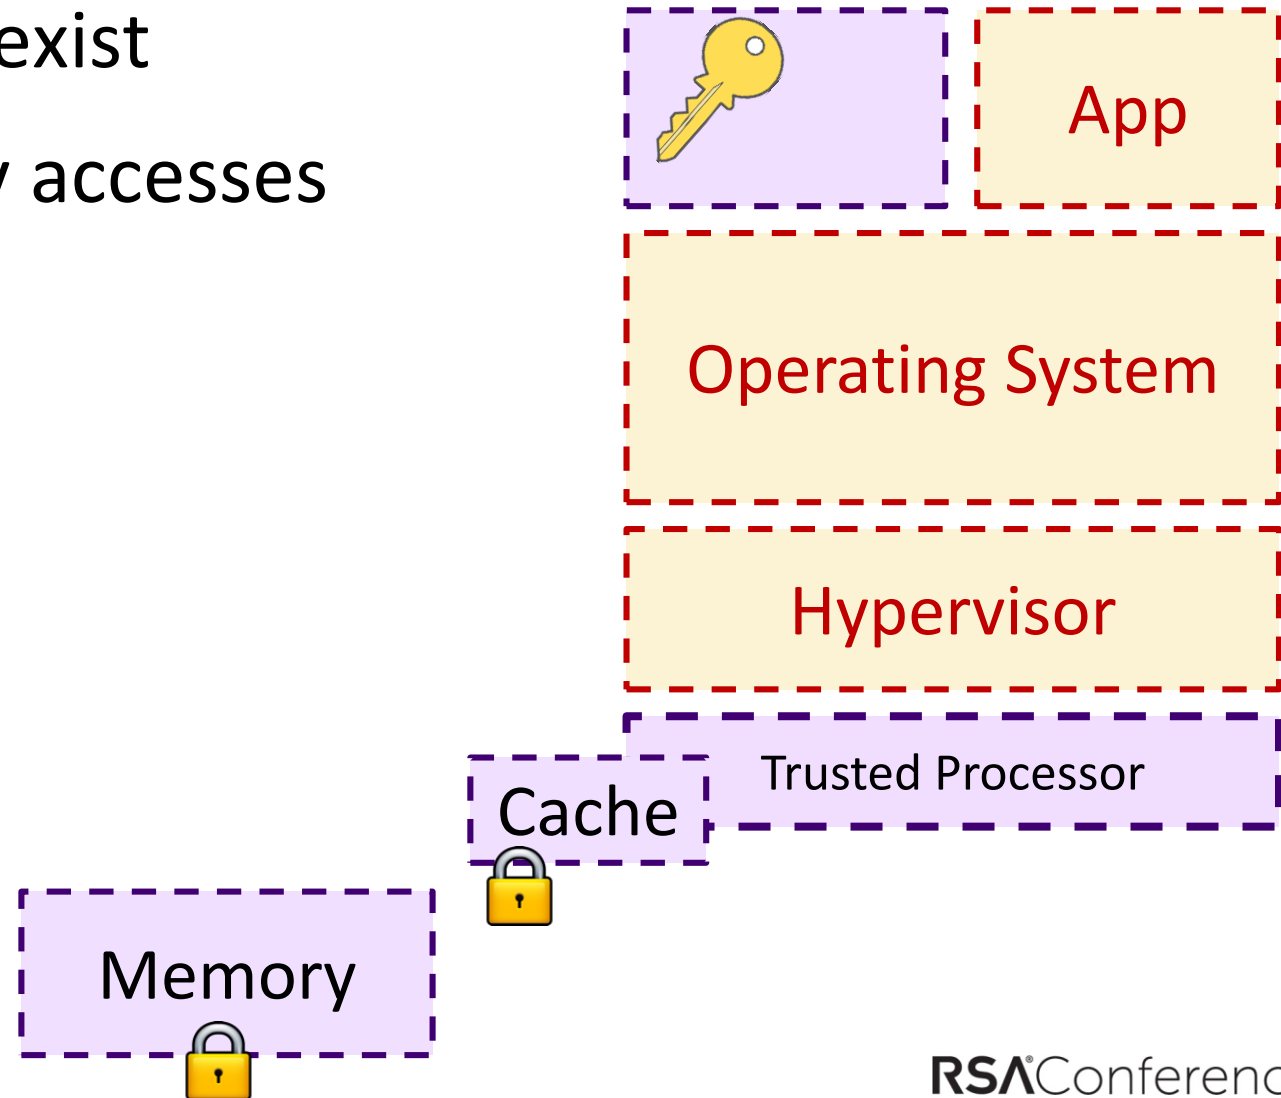 exist
accesses
App
Operating System
Hypervisor
Trusted Processor
Cache
Memory
RSAConferenc